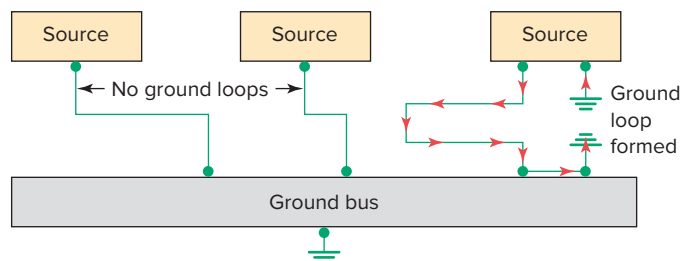 Source
Source
Source
No ground loops
Ground
loop
formed
Ground bus